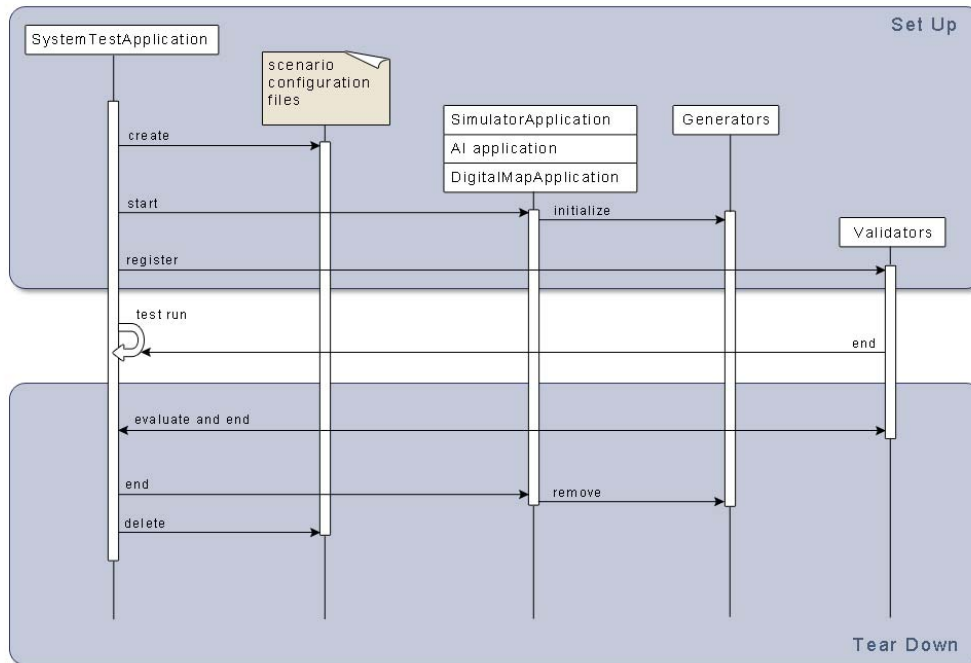 Set Up
SystemTestApplication
scenario
configuration
files
SimulatorApplication
AI application
DigitalMapApplication
Generators
create
start
initialize
Validators
register
test run
end
evaluate and end
end
remove
delete
Tear Down